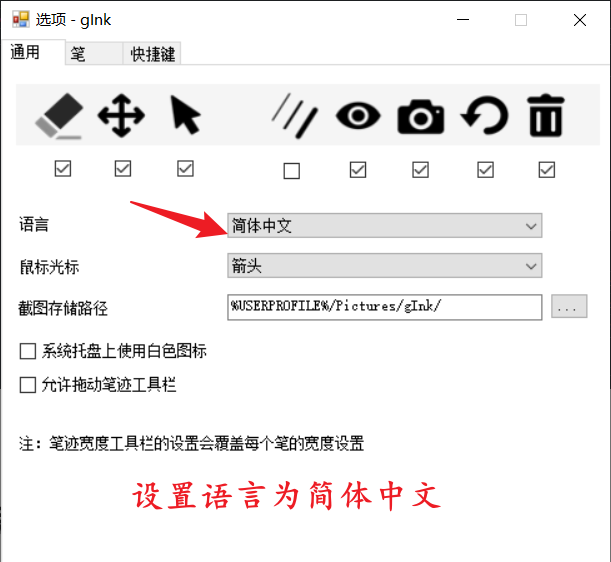 选项 - gInk
通用 笔 快捷键
语言 简体中文
鼠标光标 箭头
截图存储路径 %USERPROFILE%/Pictures/gInk/ ...
系统托盘上使用白色图标
允许拖动笔迹工具栏
注：笔迹宽度工具栏的设置会覆盖每个笔的宽度设置
设置语言为简体中文